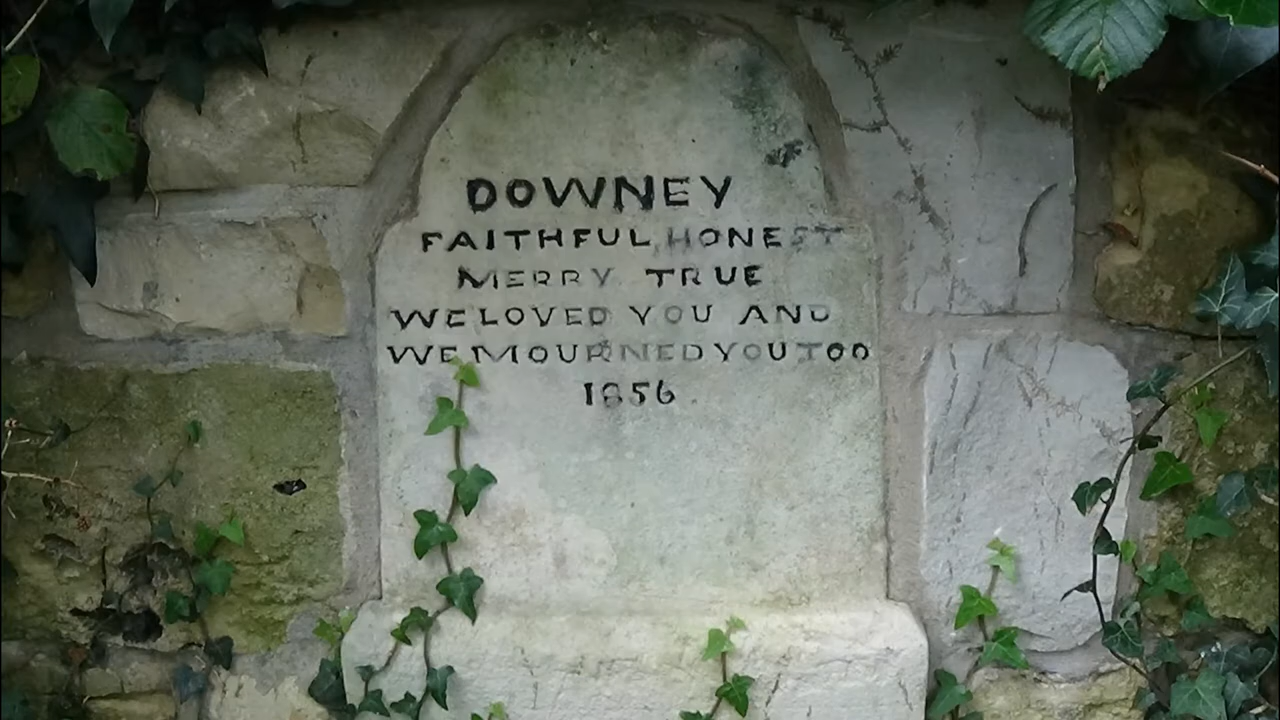 DOWNEY
FAITHFUL, HONEST
MERRY TRUE
WE LOVED YOU AND
WE MOURNED YOU TOO
1856